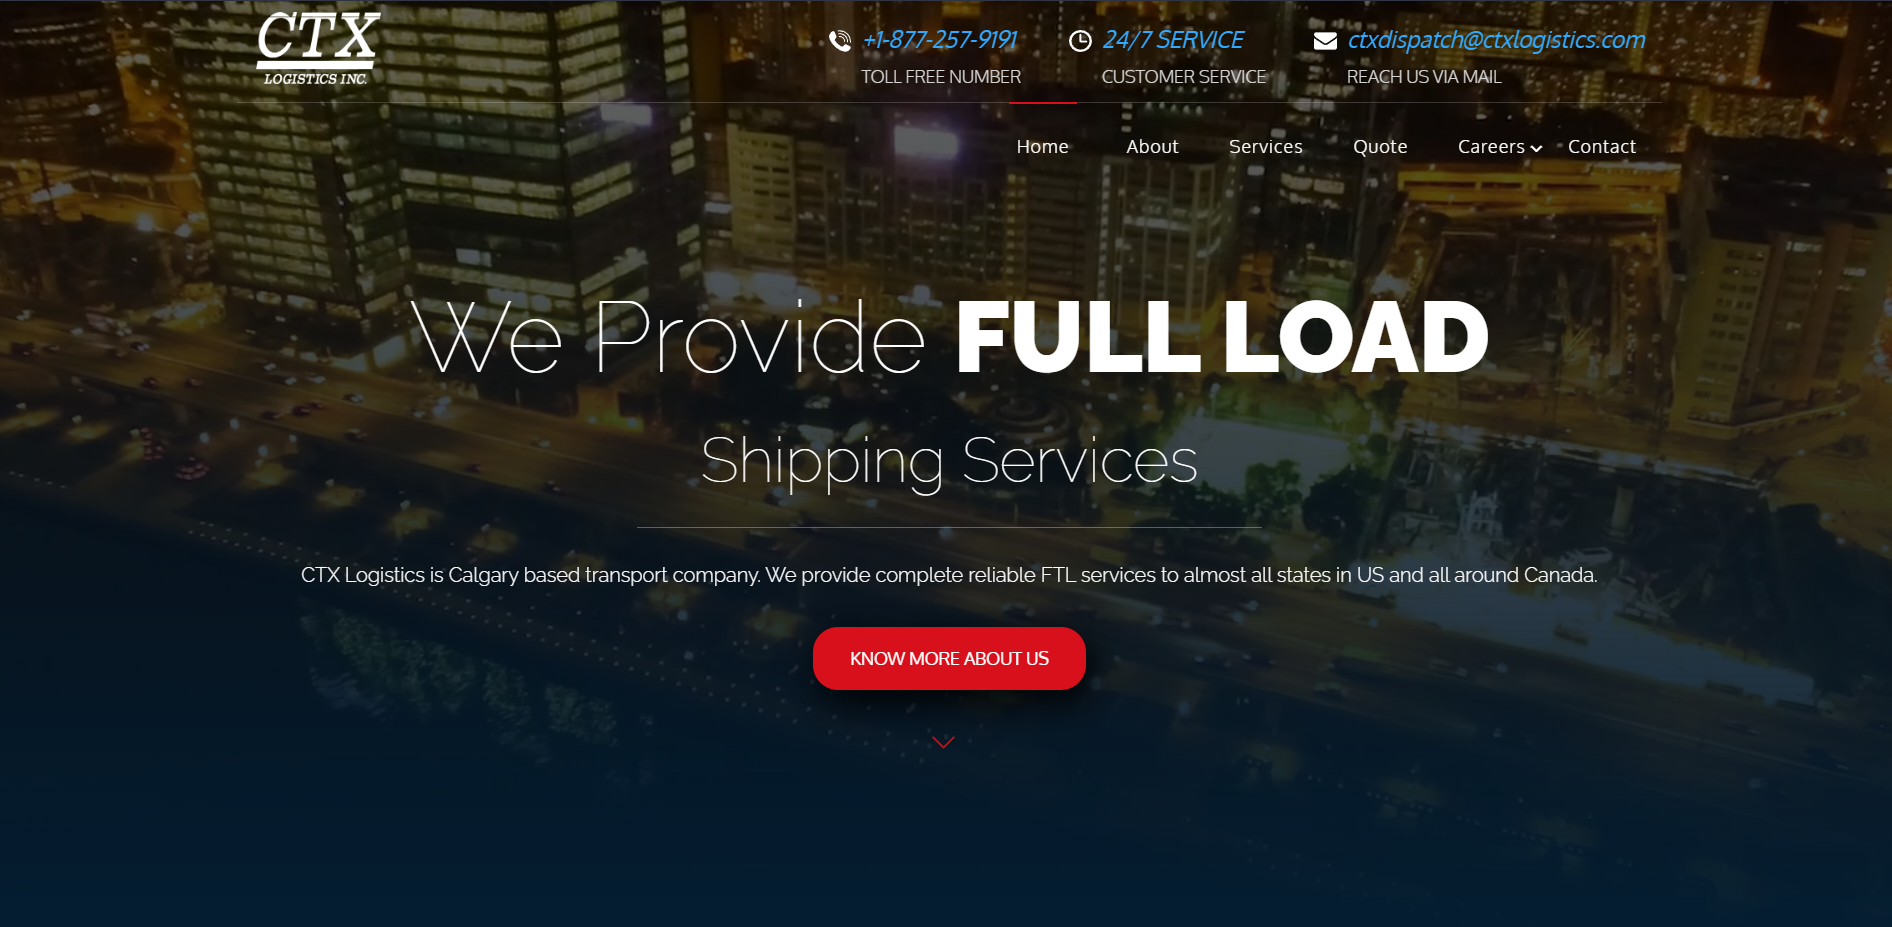 CTX
LOGISTICS INC.
+1-877-257-9191
TOLL FREE NUMBER
24/7 SERVICE
CUSTOMER SERVICE
ctxdispatch@ctxlogistics.com
REACH US VIA MAIL
Home About Services Quote Careers Contact
We Provide FULL LOAD
Shipping Services
CTX Logistics is Calgary based transport company. We provide complete reliable FTL services to almost all states in US and all around Canada.
KNOW MORE ABOUT US